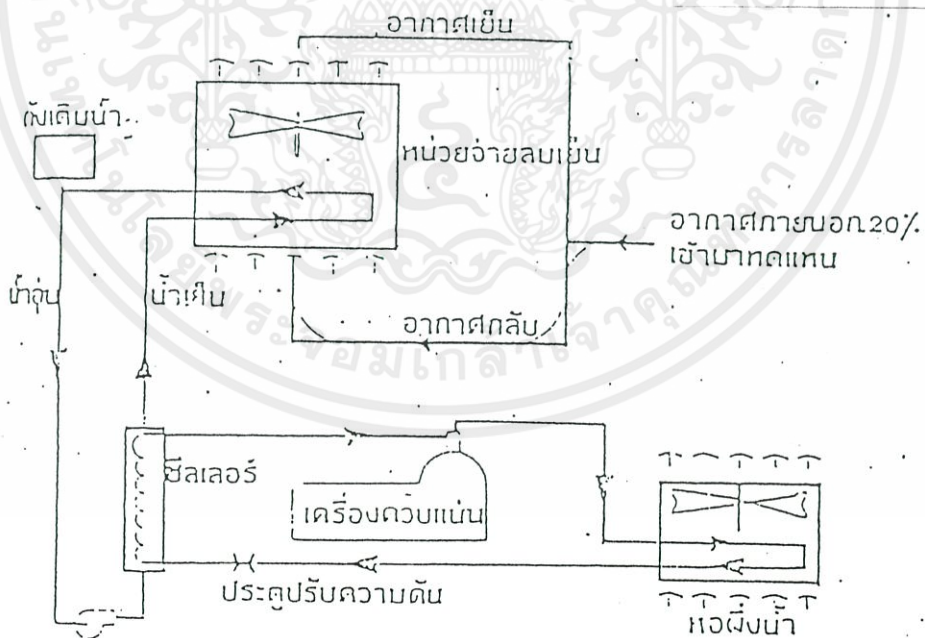 อากาศเย็น
ถังเติมน้ำ
หน่วยจ่ายลมเย็น
อากาศภายนอก 20%
เข้ามาทดแทน
น้ำอุ่น
น้ำเย็น
อากาศกลับ
ชิลเลอร์
เครื่องควบแน่น
ประตูปรับความดัน
หอผึ่งน้ำ